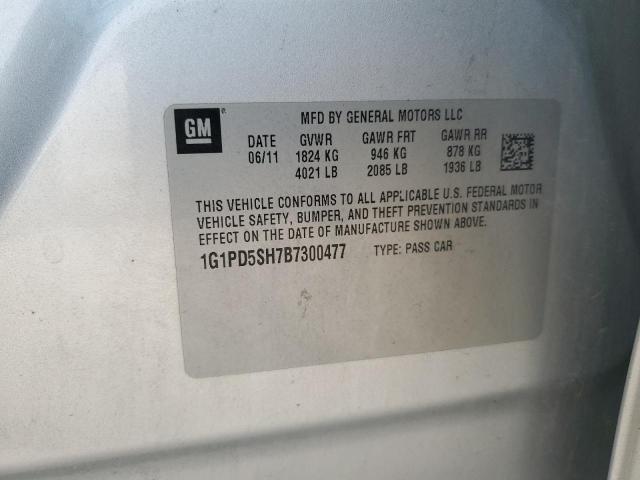 GM
MFD BY GENERAL MOTORS LLC
DATE GVWR GAWR FRT GAWR RR
06/11 1824 KG 946 KG 878 KG
4021 LB 2085 LB 1936 LB
THIS VEHICLE CONFORMS TO ALL APPLICABLE U.S. FEDERAL MOTOR
VEHICLE SAFETY, BUMPER, AND THEFT PREVENTION STANDARDS IN
EFFECT ON THE DATE OF MANUFACTURE SHOWN ABOVE.
1G1PD5SH7B7300477 TYPE: PASS CAR